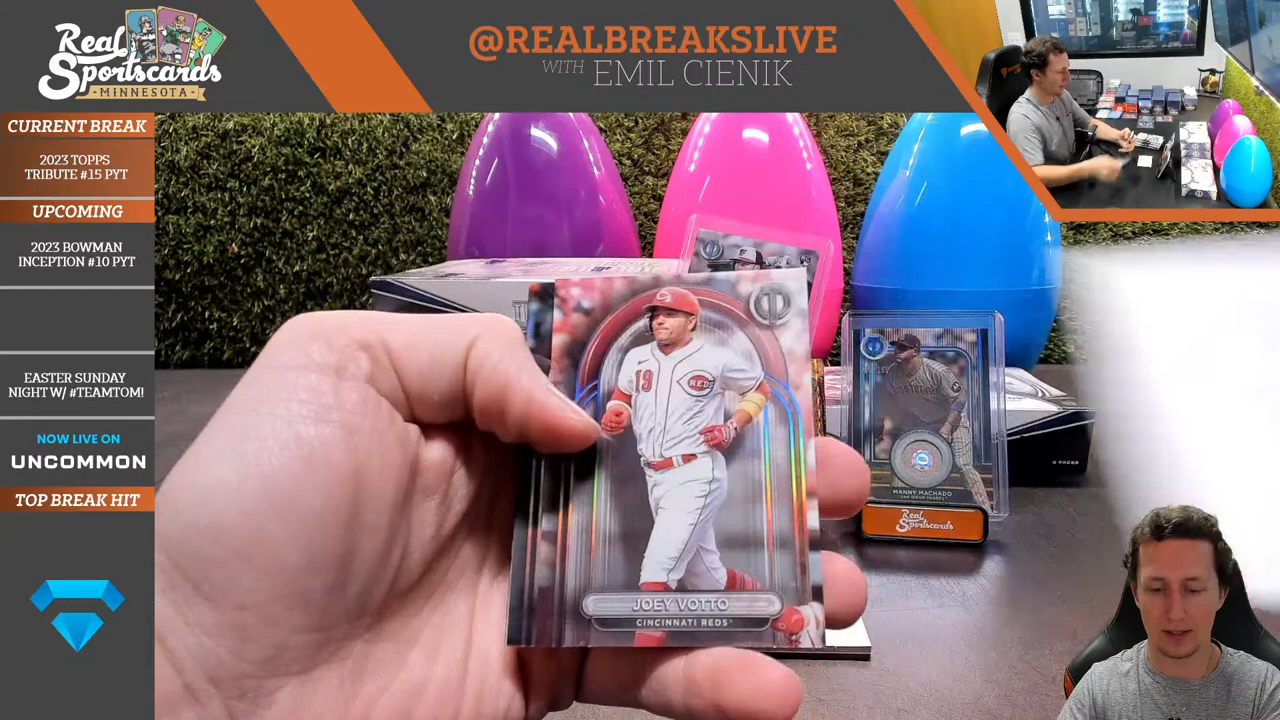 Real
Sportscards
MINNESOTA
@REALBREAKSLIVE
WITH EMIL CIENIK
CURRENT BREAK
2023 TOPPS
TRIBUTE #15 PYT
UPCOMING
2023 BOWMAN
INCEPTION #10 PYT
EASTER SUNDAY
NIGHT W/ #TEAMTOM!
NOW LIVE ON
UNCOMMON
TOP BREAK HIT
19
REDS
JOEY VOTTO
CINCINNATI REDS
MANNY MACHADO
SAN DIEGO PADRES
Real
Sportscards
6 PACKS